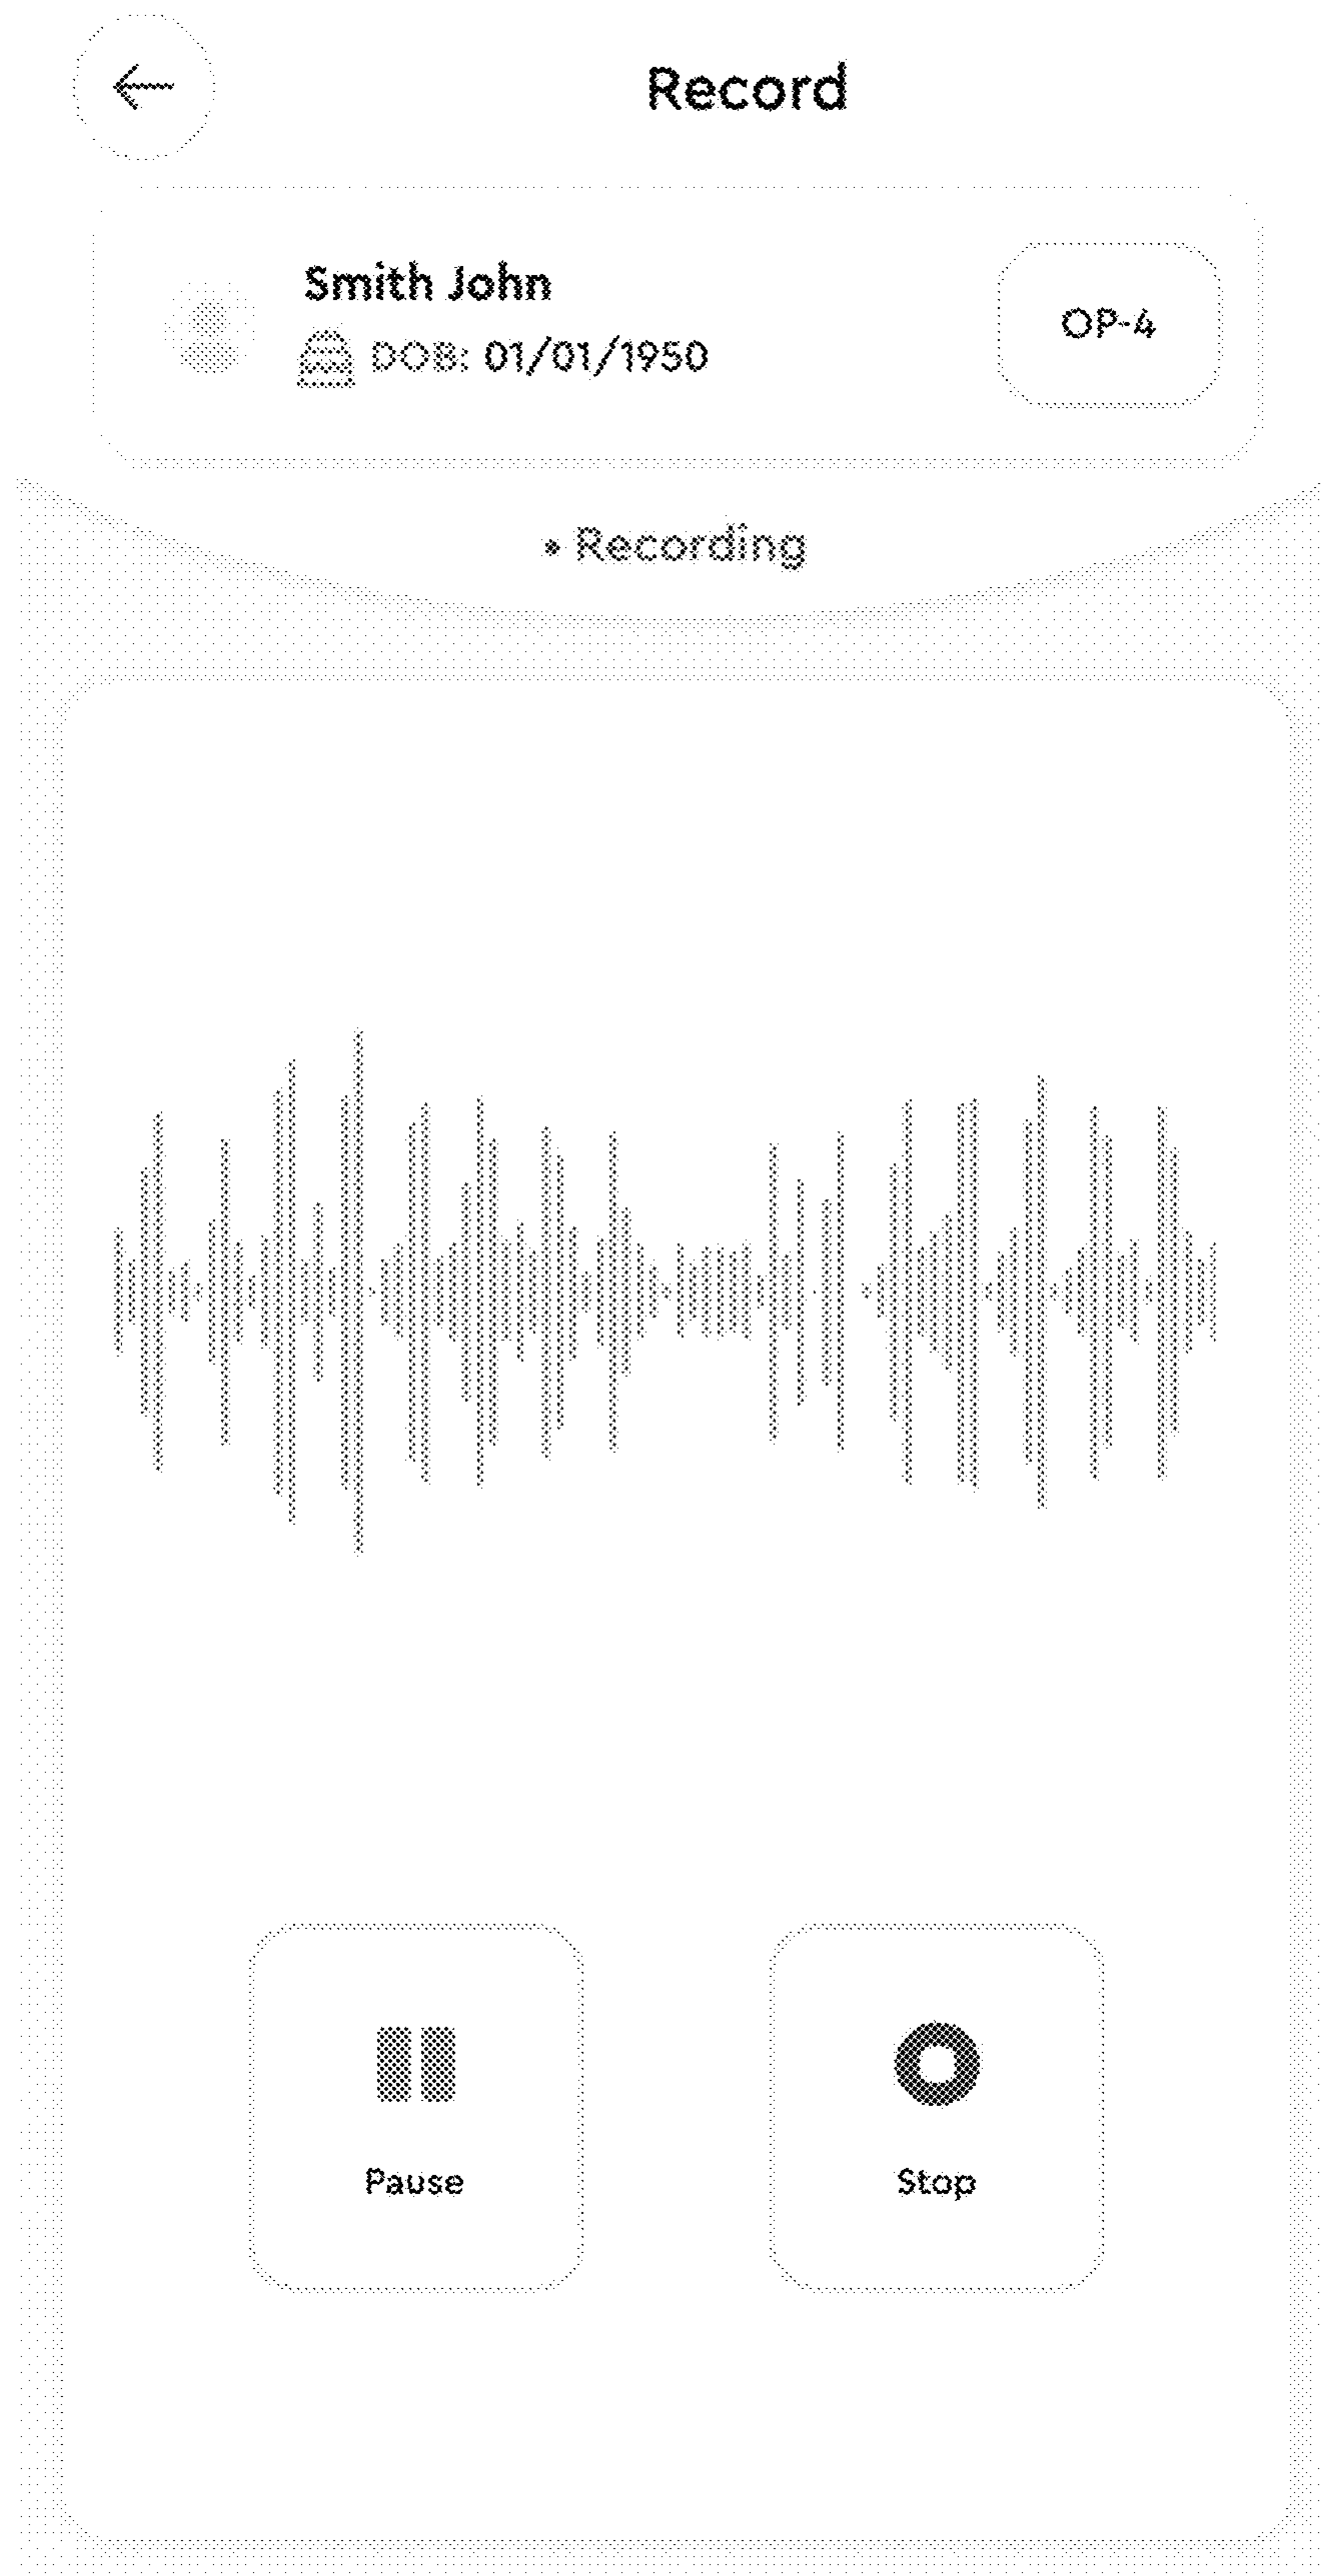 Record
Smith John
OP-4
DOB: 01/01/1950
• Recording
Pause
Stop